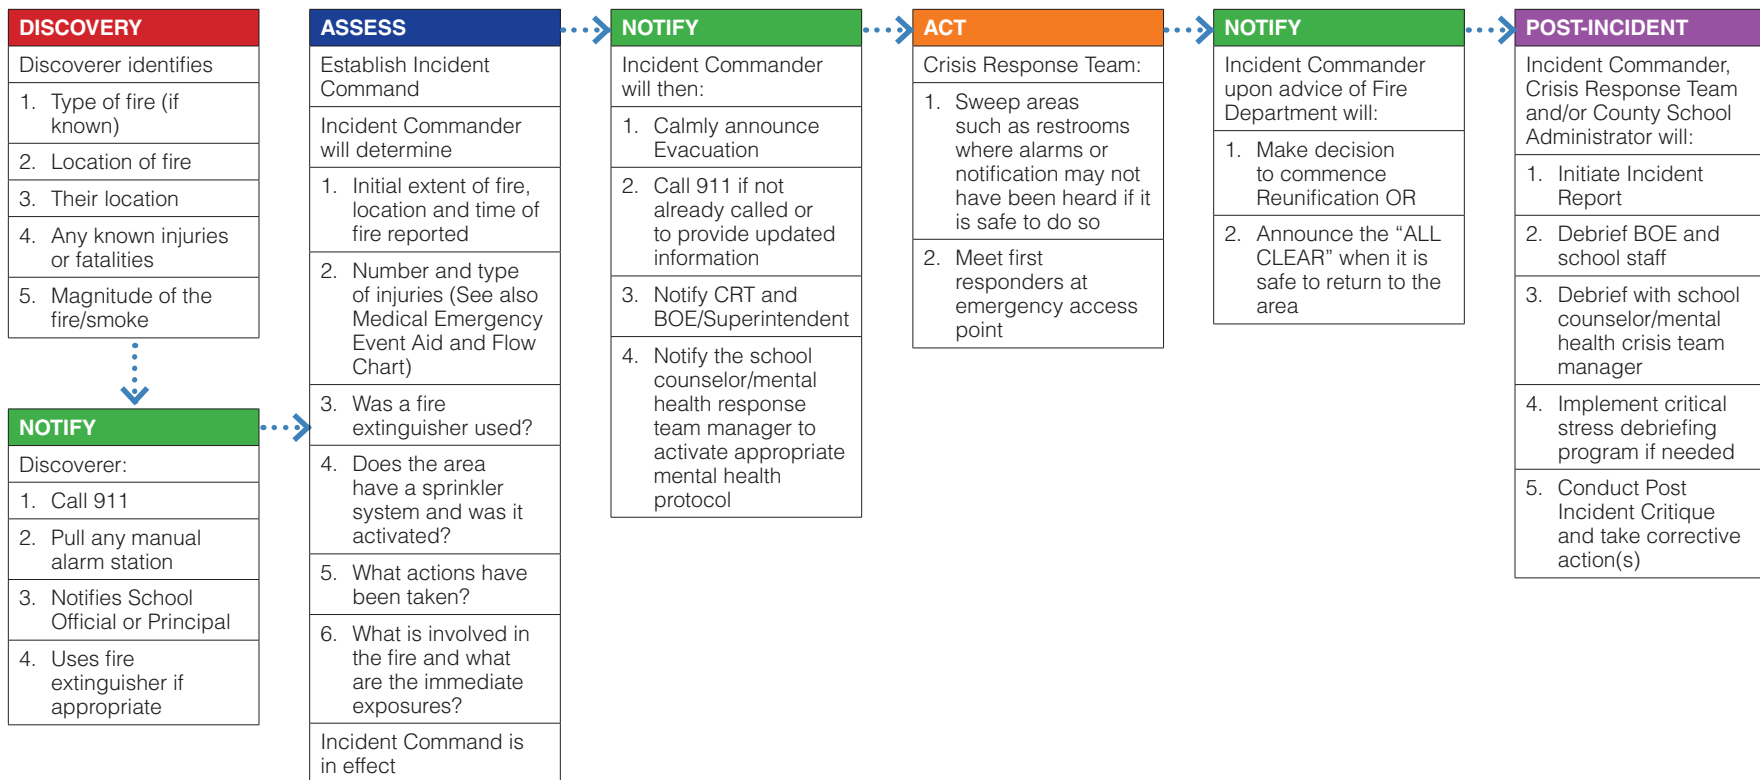 DISCOVERY
Discoverer identifies
1. Type of fire (if
known)
2. Location of fire
3. Their location
4. Any known injuries
or fatalities
5. Magnitude of the
fire/smoke
NOTIFY
Discoverer:
1. Call 911
2. Pull any manual
alarm station
3. Notifies School
Official or Principal
4. Uses fire
extinguisher if
appropriate
ASSESS
Establish Incident
Command
Incident Commander
will determine
1. Initial extent of fire,
location and time of
fire reported
2. Number and type
of injuries (See also
Medical Emergency
Event Aid and Flow
Chart)
3. Was a fire
extinguisher used?
4. Does the area
have a sprinkler
system and was it
activated?
5. What actions have
been taken?
6. What is involved in
the fire and what
are the immediate
exposures?
Incident Command is
in effect
NOTIFY
Incident Commander
will then:
1. Calmly announce
Evacuation
2. Call 911 if not
already called or
to provide updated
information
3. Notify CRT and
BOE/Superintendent
4. Notify the school
counselor/mental
health response
team manager to
activate appropriate
mental health
protocol
ACT
Crisis Response Team:
1. Sweep areas
such as restrooms
where alarms or
notification may not
have been heard if it
is safe to do so
2. Meet first
responders at
emergency access
point
NOTIFY
Incident Commander
upon advice of Fire
Department will:
1. Make decision
to commence
Reunification OR
2. Announce the “ALL
CLEAR” when it is
safe to return to the
area
POST-INCIDENT
Incident Commander,
Crisis Response Team
and/or County School
Administrator will:
1. Initiate Incident
Report
2. Debrief BOE and
school staff
3. Debrief with school
counselor/mental
health crisis team
manager
4. Implement critical
stress debriefing
program if needed
5. Conduct Post
Incident Critique
and take corrective
action(s)